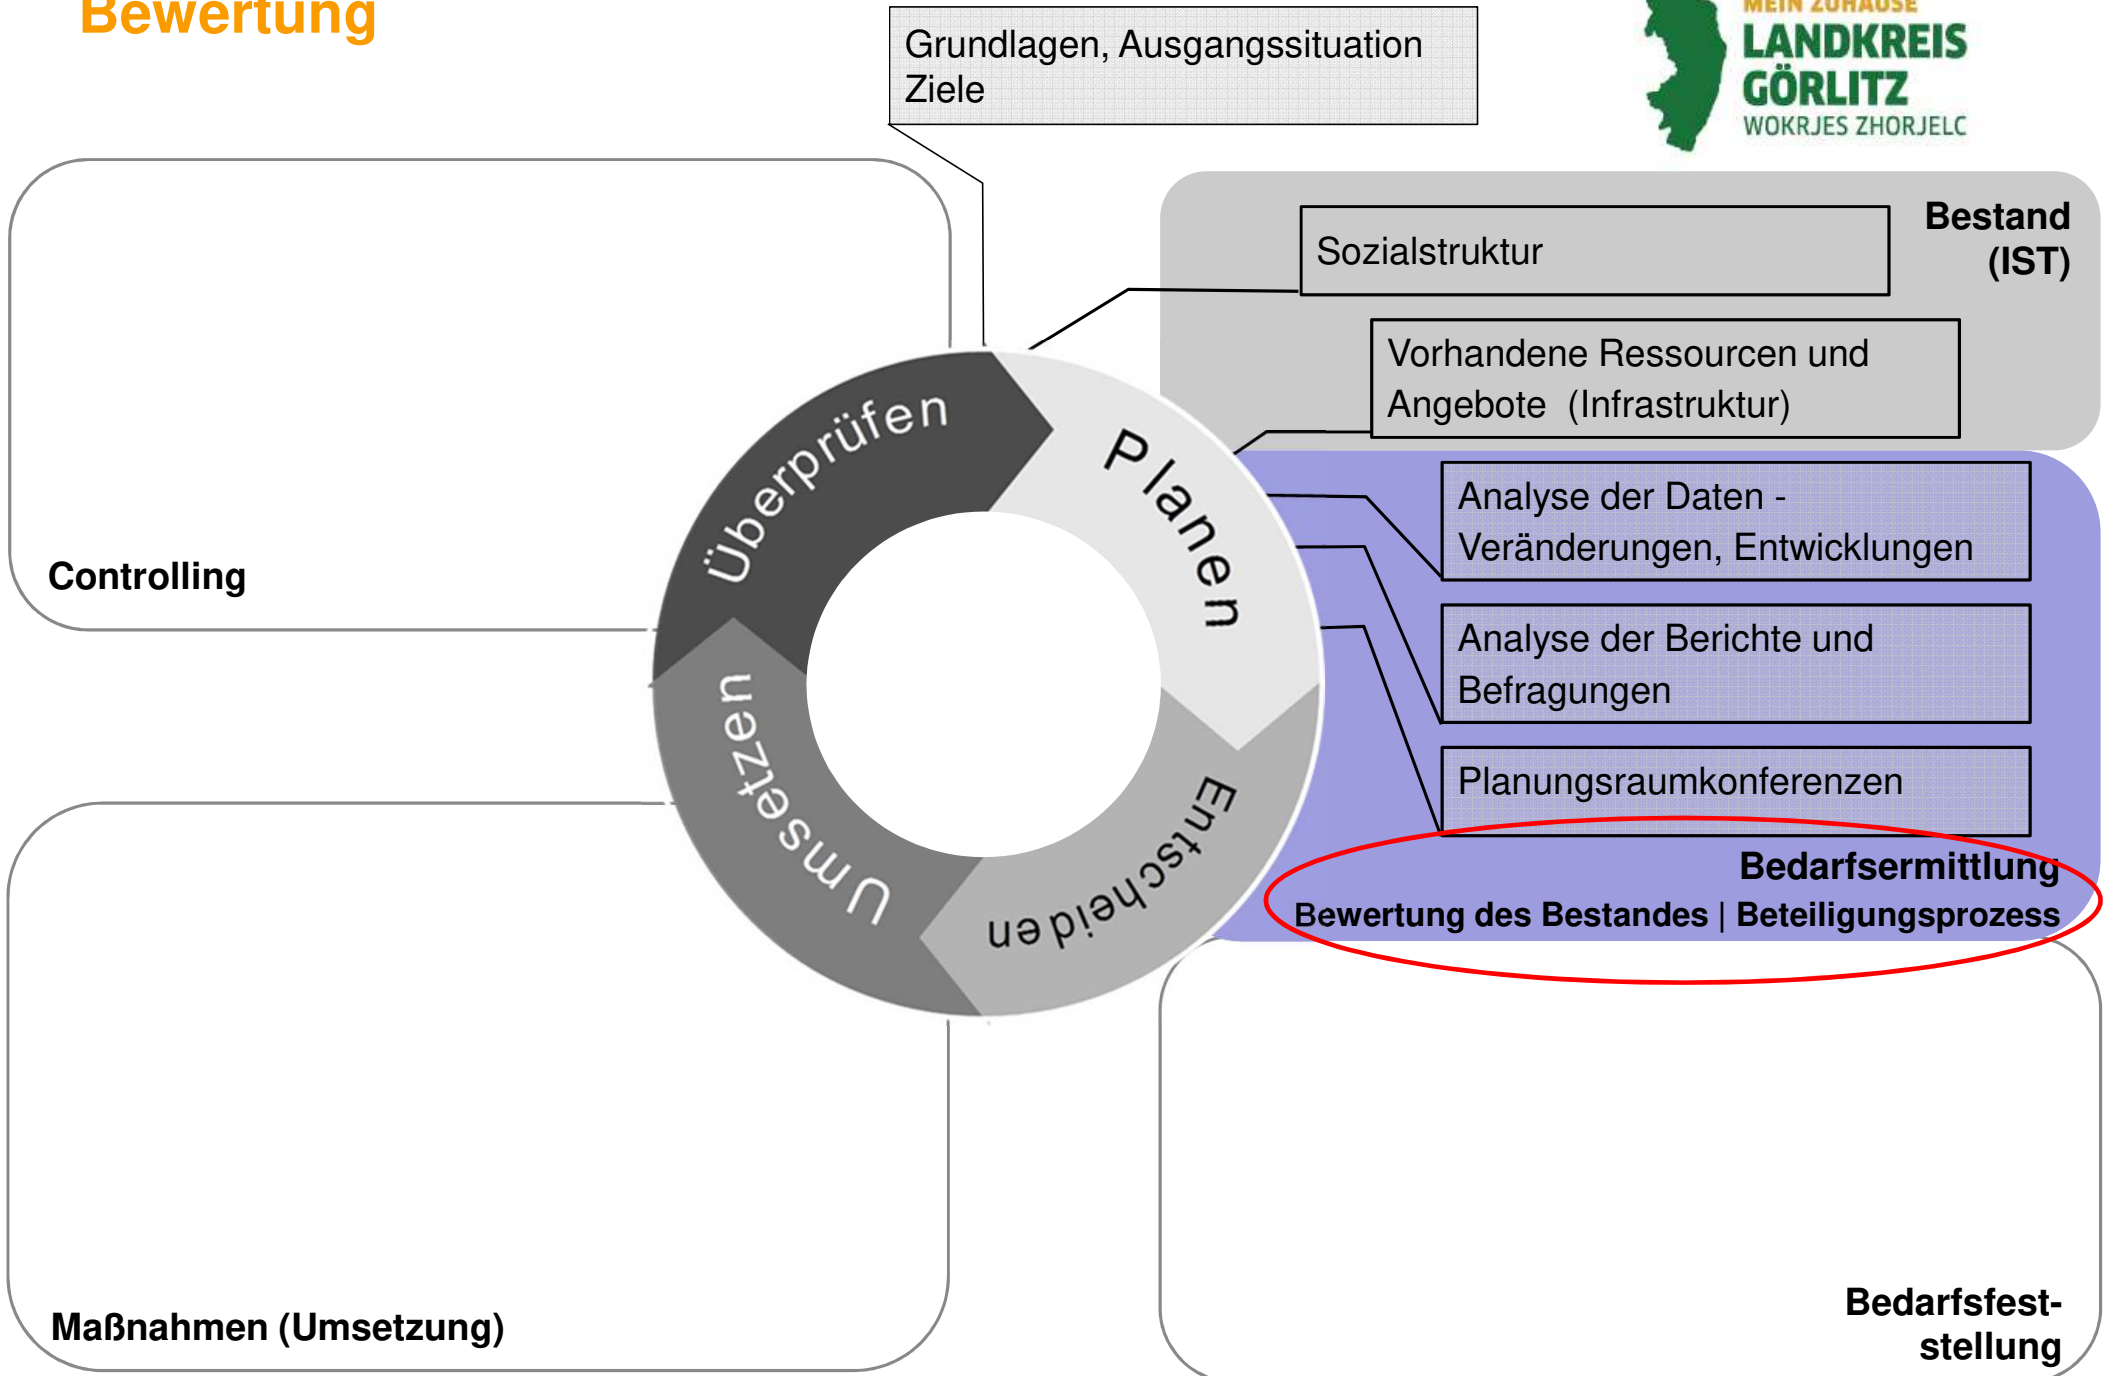 Bewertung
Grundlagen, Ausgangssituation
Ziele
MEIN ZUHAUSE
LANDKREIS
GÖRLITZ
WOKRJES ZHORJELC
Bestand
(IST)
Sozialstruktur
Vorhandene Ressourcen und
Angebote (Infrastruktur)
Analyse der Daten -
Veränderungen, Entwicklungen
Analyse der Berichte und
Befragungen
Planungsraumkonferenzen
Bedarfsermittlung
Bewertung des Bestandes | Beteiligungsprozess
Überprüfen
Planen
Entscheiden
Umsetzen
Controlling
Maßnahmen (Umsetzung)
Bedarfsfest-
stellung